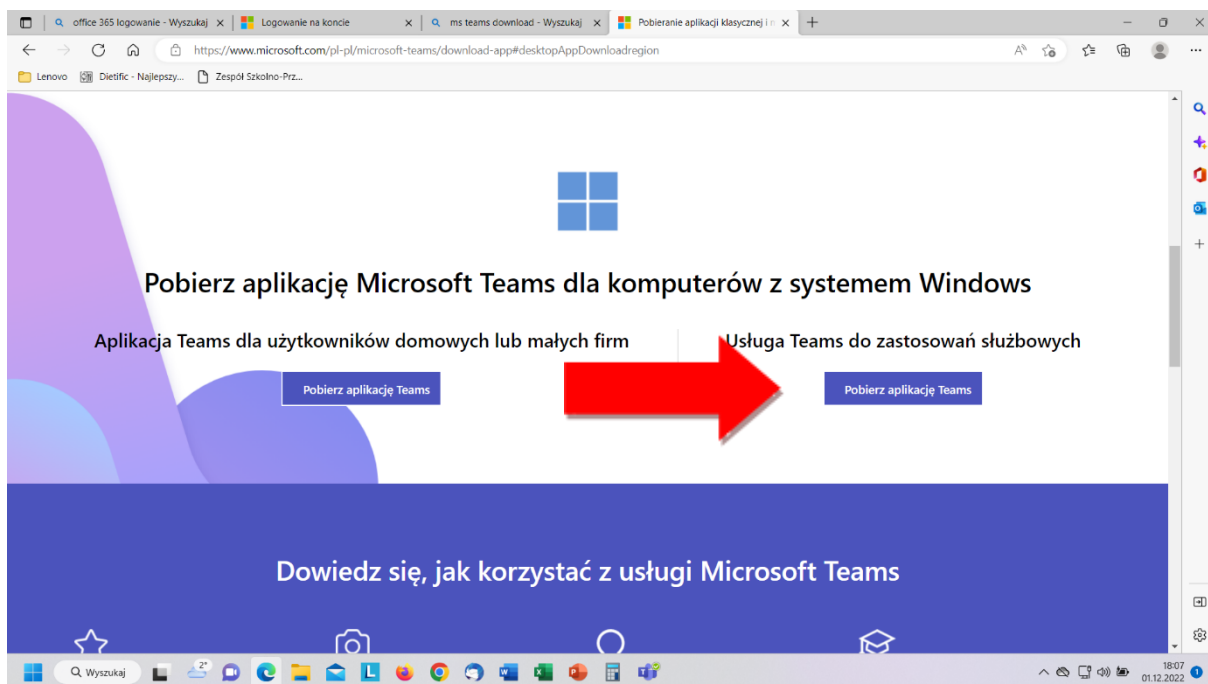 office 365 logowanie - Wyszukaj
Logowanie na koncie
ms teams download - Wyszukaj
Pobieranie aplikacji klasycznej i n
https://www.microsoft.com/pl-pl/microsoft-teams/download-app#desktopAppDownloadregion
Lenovo
Dietific - Najlepszy...
Zespół Szkolno-Prz...
Pobierz aplikację Microsoft Teams dla komputerów z systemem Windows
Aplikacja Teams dla użytkowników domowych lub małych firm
Usługa Teams do zastosowań służbowych
Pobierz aplikację Teams
Pobierz aplikację Teams
Dowiedz się, jak korzystać z usługi Microsoft Teams
Wyszukaj
2°
18:07
01.12.2022
1